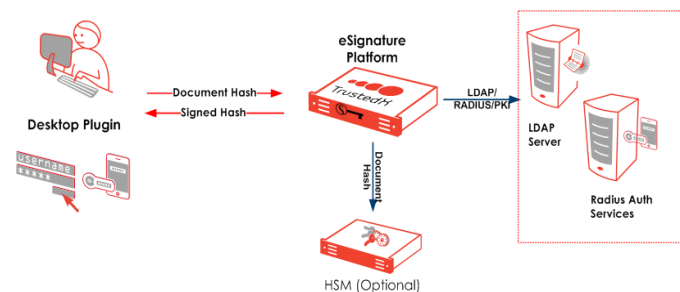 eSignature
Platform
TrustedX
Document Hash
Signed Hash
Desktop Plugin
username
*****
LDAP/
RADIUS/PKI
LDAP
Server
Radius Auth
Services
Document
Hash
HSM (Optional)